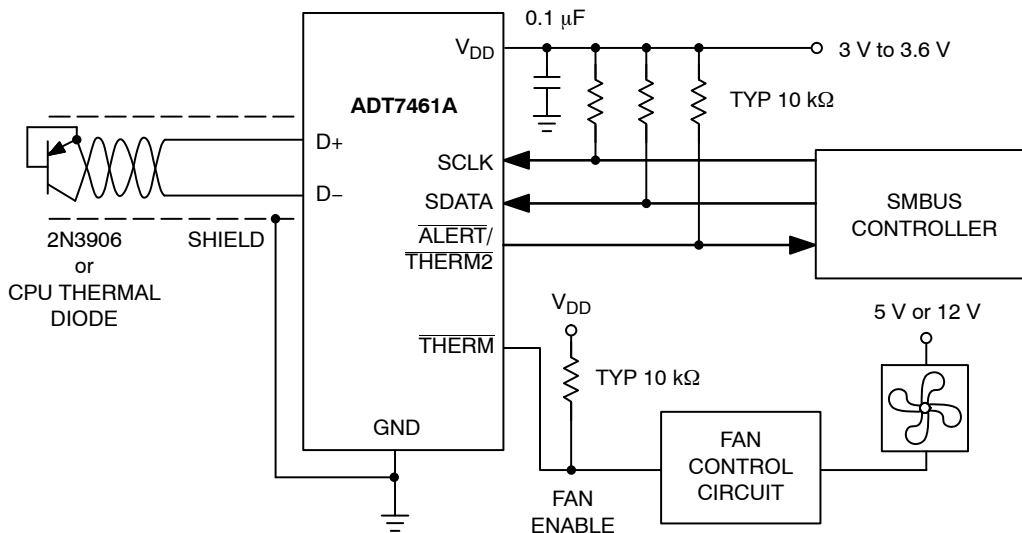 0.1 μF
V_DD
3 V to 3.6 V
ADT7461A
TYP 10 kΩ
D+
SCLK
D−
SDATA
SMBUS
CONTROLLER
2N3906
or
CPU THERMAL
DIODE
SHIELD
ALERT/
THERM2
V_DD
5 V or 12 V
THERM
TYP 10 kΩ
GND
FAN
CONTROL
CIRCUIT
FAN
ENABLE